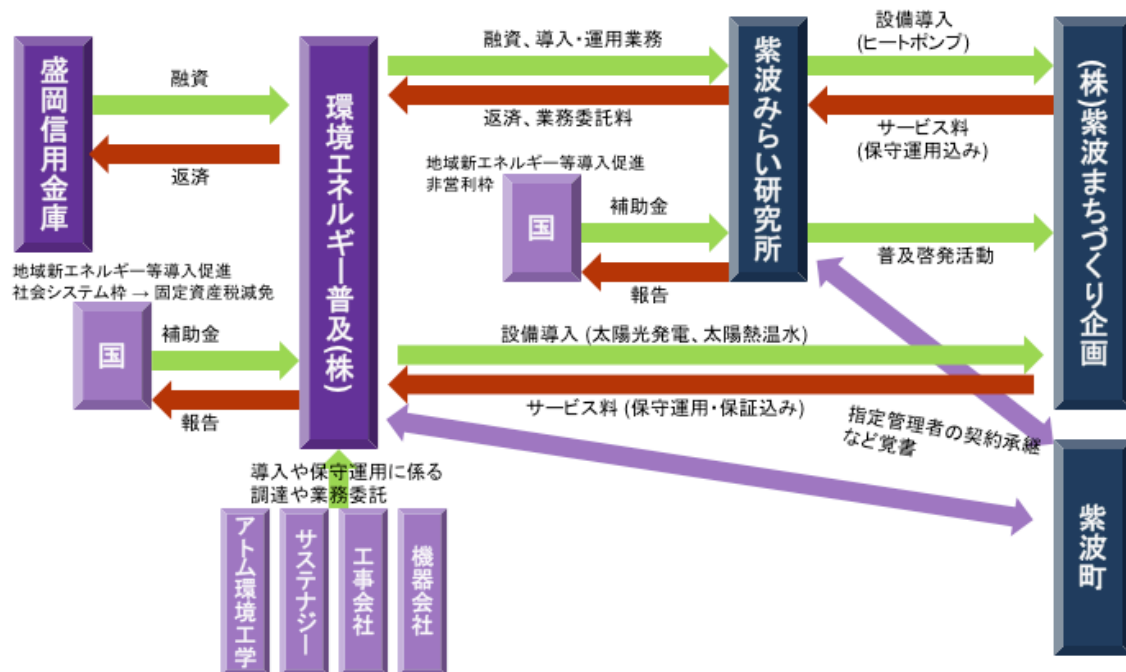 盛岡信用金庫
融資
返済
環境エネルギー普及(株)
融資、導入・運用業務
返済、業務委託料
紫波みらい研究所
設備導入
(ヒートポンプ)
サービス料
(保守運用込み)
(株)紫波まちづくり企画
地域新エネルギー等導入促進
非営利枠
国
補助金
報告
普及啓発活動
地域新エネルギー等導入促進
社会システム枠 → 固定資産税減免
国
補助金
報告
設備導入 (太陽光発電、太陽熱温水)
サービス料 (保守運用・保証込み)
指定管理者の契約承継
など覚書
紫波町
導入や保守運用に係る
調達や業務委託
アトム環境工学
サステナジー
工事会社
機器会社